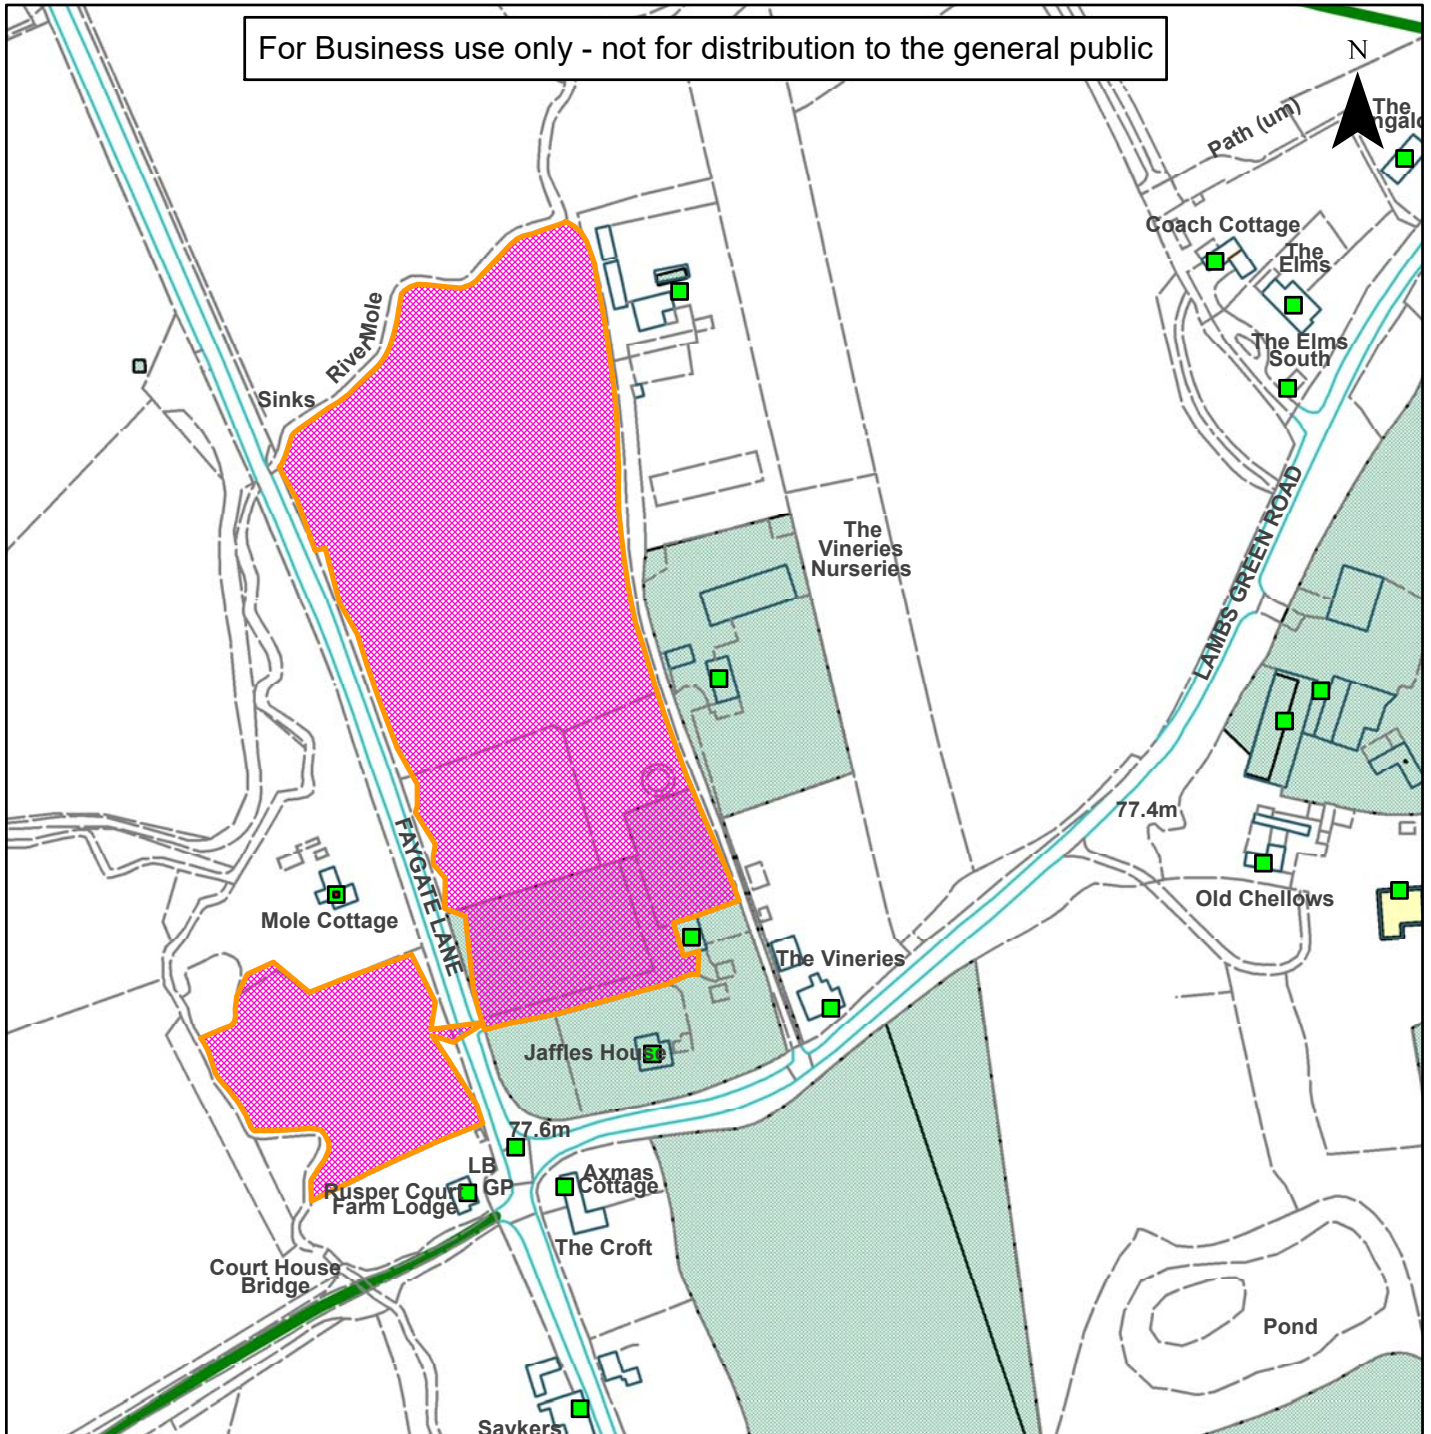 For Business use only - not for distribution to the general public
N
The
Path (um)
Coach Cottage
The
Elms
The Elms
South
River Mole
Sinks
The
Vineries
Nurseries
LAMBS GREEN ROAD
77.4m
FAYGATE LANE
Mole Cottage
Old Chellows
The Vineries
Jaffles House
77.6m
LB
GP
Axmas
Cottage
Rusper Court
Farm Lodge
The Croft
Court House
Bridge
Pond
Saykers